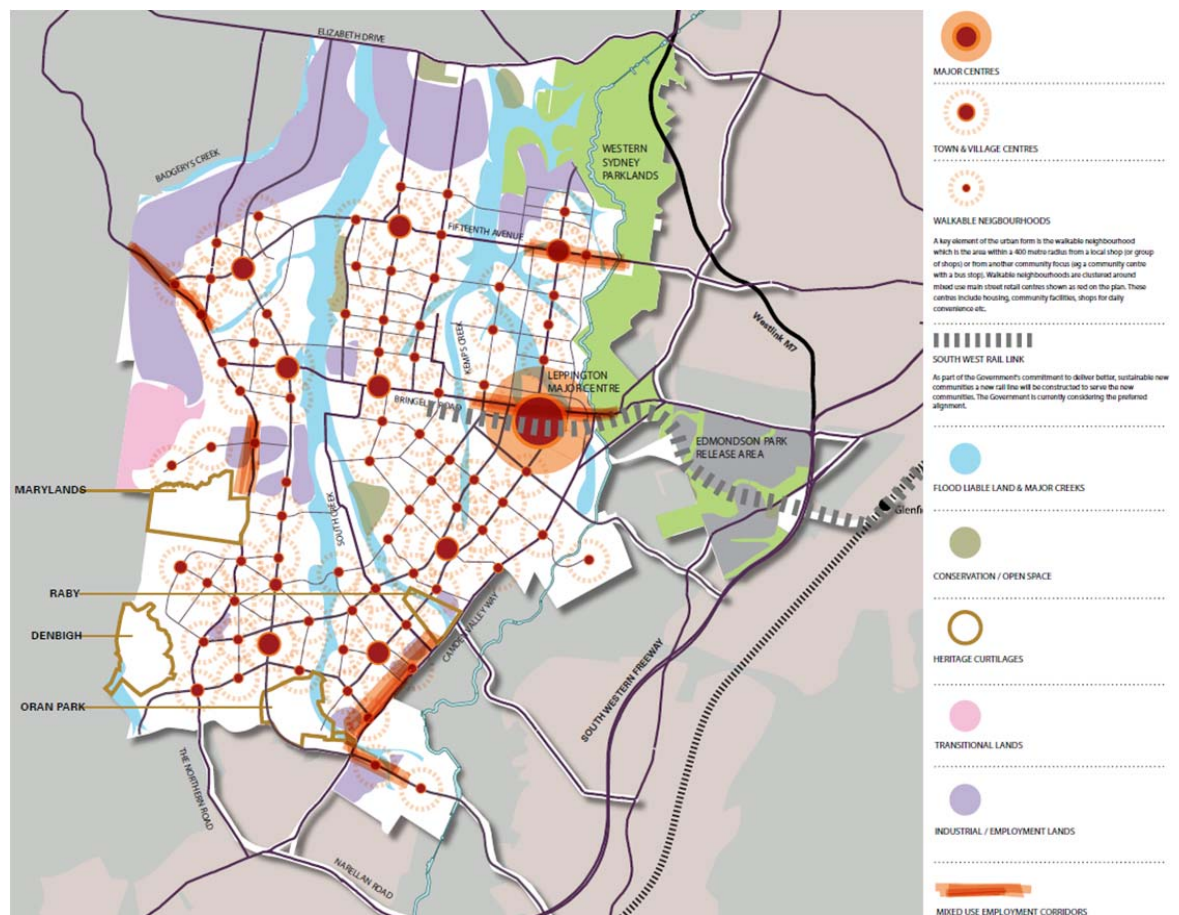 ELIZABETH DRIVE
BADGERY'S CREEK
WESTERN
SYDNEY
PARKLANDS
FIFTEENTH AVENUE
KEMPS CREEK
Westlink M7
LEPPINGTON
MAJOR CENTRE
BRINGELLY ROAD
EDMONDSON PARK
RELEASE AREA
MARYLANDS
SOUTH CREEK
Glenfi
RABY
DENBIGH
CAMDEN VALLEY WAY
ORAN PARK
SOUTH WESTERN FREEWAY
THE NORTHERN ROAD
NARELLAN ROAD
MAJOR CENTRES
TOWN & VILLAGE CENTRES
WALKABLE NEIGBOURHOODS
A key element of the urban form is the walkable neighbourhood
which is the area within a 400 metre radius from a local shop (or group
of shops) or from another community focus (eg a community centre
with a bus stop). Walkable neighbourhoods are clustered around
mixed use main street retail centres shown as red on the plan. These
centres include housing, community facilities, shops for daily
convenience etc.
SOUTH WEST RAIL LINK
As part of the Government's commitment to deliver better, sustainable new
communities a new rail line will be constructed to serve the new
communities. The Government is currently considering the preferred
alignment.
FLOOD LIABLE LAND & MAJOR CREEKS
CONSERVATION / OPEN SPACE
HERITAGE CURTILAGES
TRANSITIONAL LANDS
INDUSTRIAL / EMPLOYMENT LANDS
MIXED USE EMPLOYMENT CORRIDORS